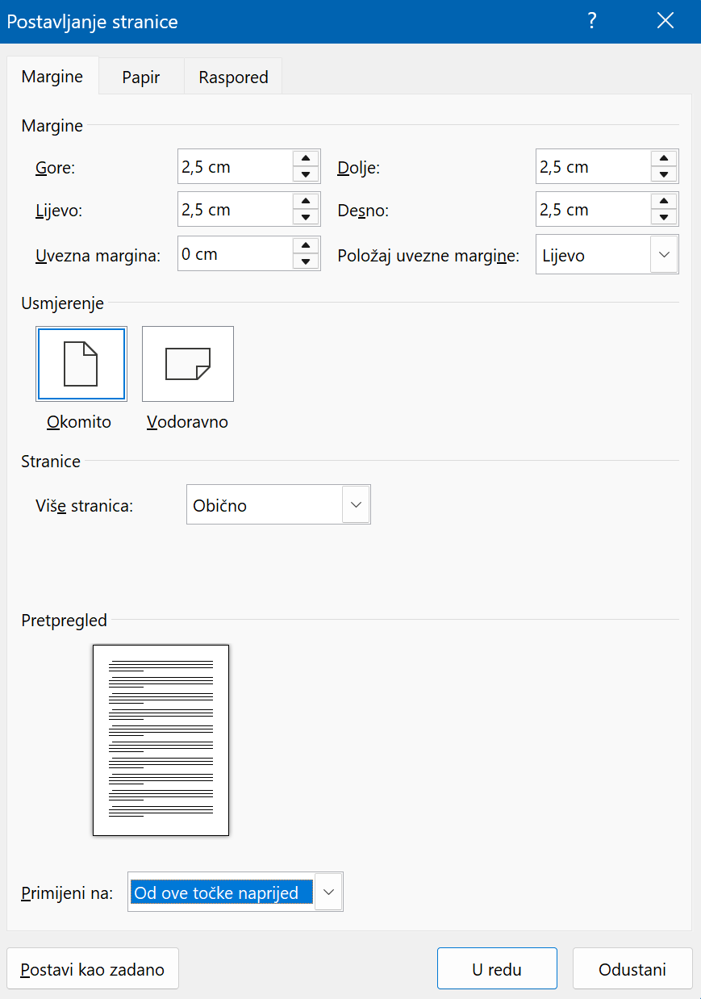 Postavljanje stranice ?
Margine Papir Raspored
Margine
Gore: 2,5 cm Dolje: 2,5 cm
Lijevo: 2,5 cm Desno: 2,5 cm
Uvezna margina: 0 cm Položaj uvezne margine: Lijevo
Usmjerenje
Okomito Vodoravno
Stranice
Više stranica: Obično
Pretpregled
Primijeni na: Od ove točke naprijed
Postavi kao zadano U redu Odustani